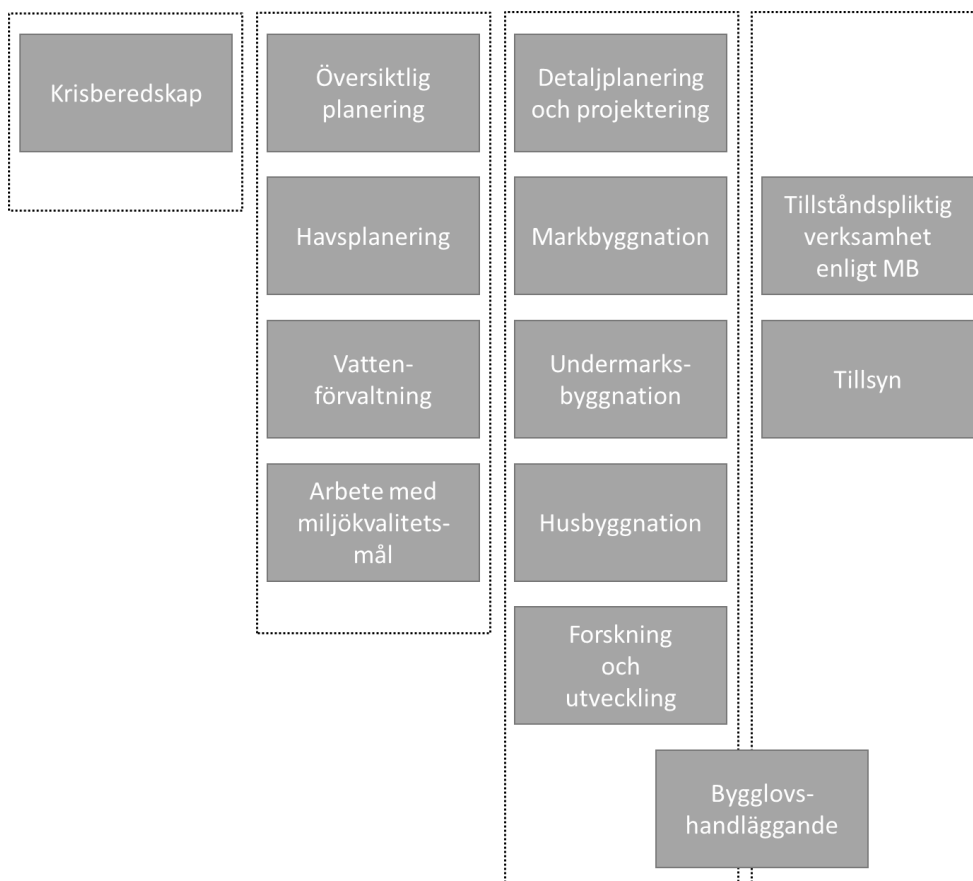 Krisberedskap
Översiktlig
planering
Havsplanering
Vatten-
förvaltning
Arbete med
miljökvalitets-
mål
Detaljplanering
och projektering
Markbyggnation
Undermarks-
byggnation
Husbyggnation
Forskning
och
utveckling
Bygglovs-
handläggande
Tillståndspliktig
verksamhet
enligt MB
Tillsyn